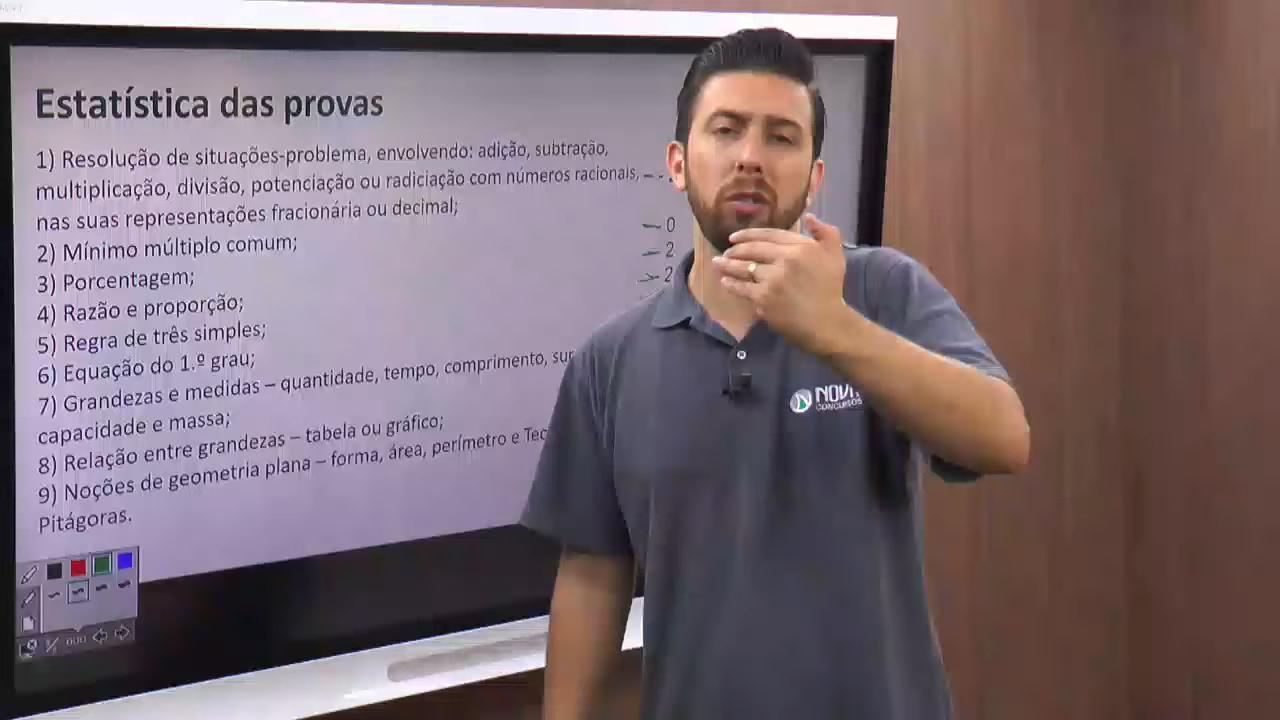 Estatística das provas
1) Resolução de situações-problema, envolvendo: adição, subtração,
multiplicação, divisão, potenciação ou radiciação com números racionais,
nas suas representações fracionária ou decimal;
- 0
2) Mínimo múltiplo comum;
- 2
3) Porcentagem;
- 2
4) Razão e proporção;
5) Regra de três simples;
6) Equação do 1.º grau;
7) Grandezas e medidas – quantidade, tempo, comprimento,
capacidade e massa;
8) Relação entre grandezas – tabela ou gráfico;
9) Noções de geometria plana – forma, área, perímetro e
Pitágoras.
CONCURSOS